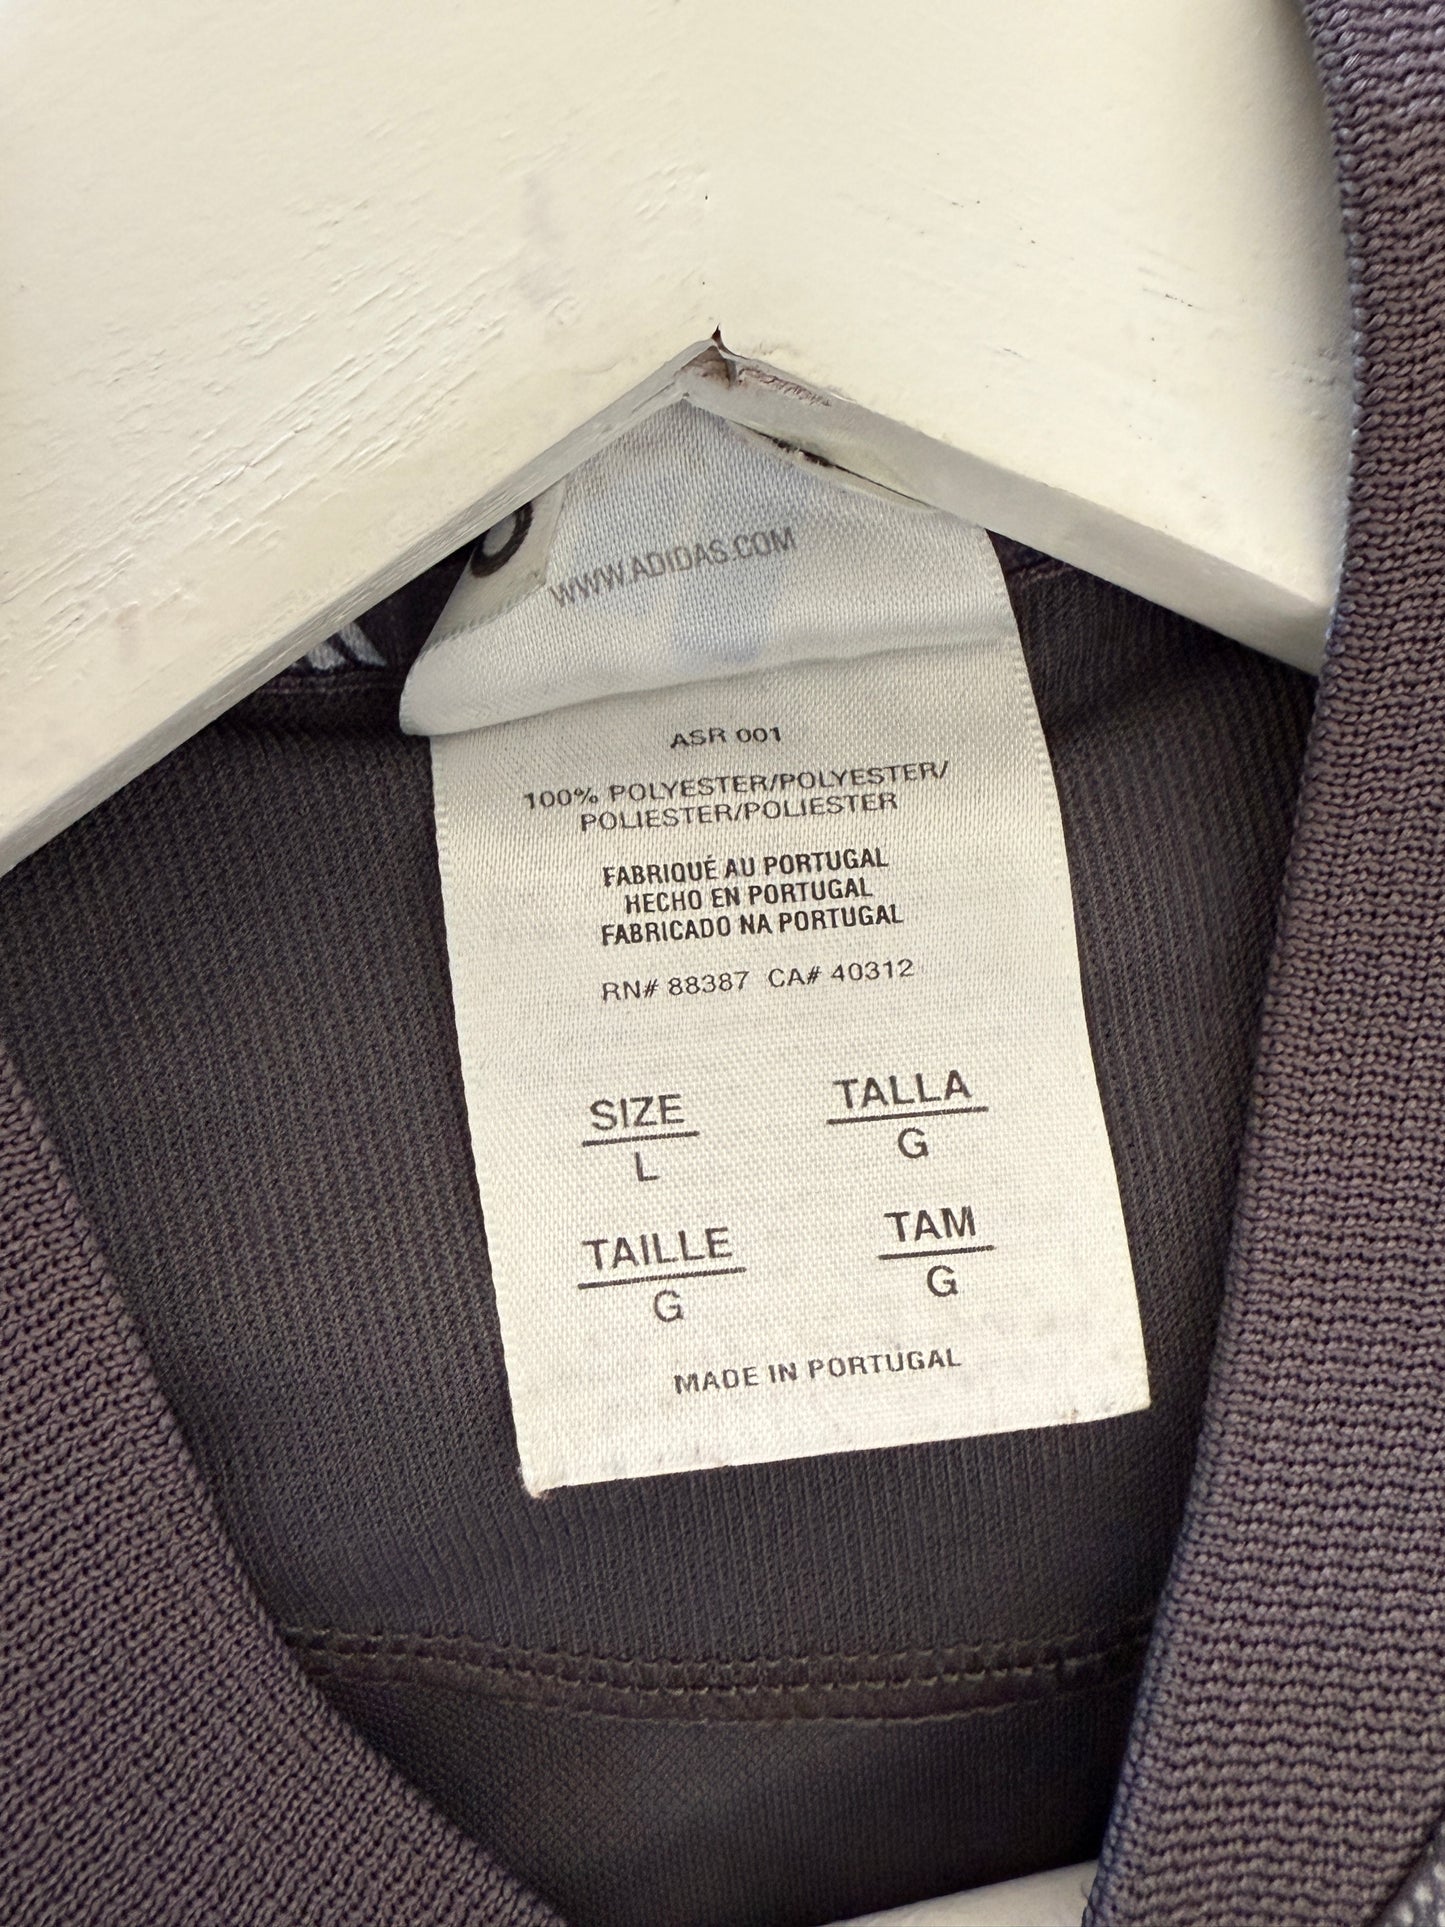 WWW.ADIDAS.COM
ASR 001
100% POLYESTER/POLYESTER/
POLIESTER/POLIESTER
FABRIQUÉ AU PORTUGAL
HECHO EN PORTUGAL
FABRICADO NA PORTUGAL
RN# 88387 CA# 40312
SIZE
L
TALLA
G
TAILLE
G
TAM
G
MADE IN PORTUGAL